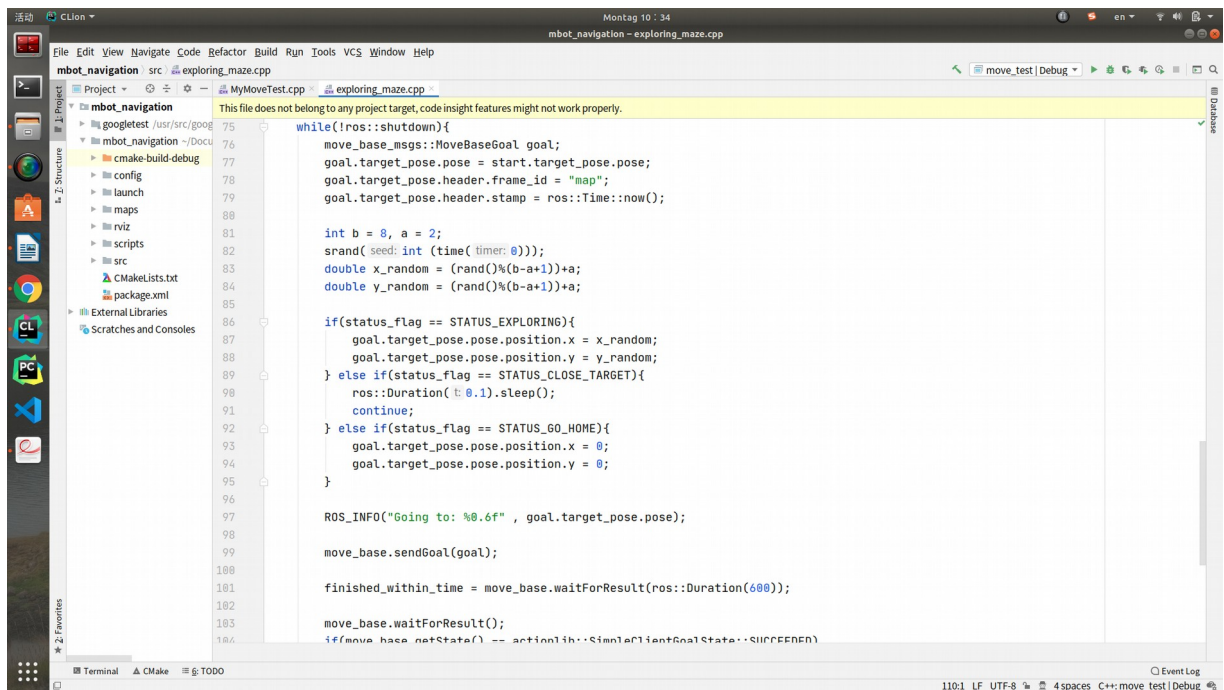 活动 CLion Montag 10：34 en
mbot_navigation – exploring_maze.cpp
File Edit View Navigate Code Refactor Build Run Tools VCS Window Help
mbot_navigation src exploring_maze.cpp move_test | Debug
1: Project
Z: Structure
2: Favorites
Project
MyMoveTest.cpp × exploring_maze.cpp ×
Database
This file does not belong to any project target, code insight features might not work properly.
mbot_navigation
googletest /usr/src/goog
mbot_navigation ~/Docu
cmake-build-debug
config
launch
maps
rviz
scripts
src
CMakeLists.txt
package.xml
External Libraries
Scratches and Consoles
75 while(!ros::shutdown){
76 move_base_msgs::MoveBaseGoal goal;
77 goal.target_pose.pose = start.target_pose.pose;
78 goal.target_pose.header.frame_id = "map";
79 goal.target_pose.header.stamp = ros::Time::now();
80
81 int b = 8, a = 2;
82 srand( seed: int (time( timer: 0)));
83 double x_random = (rand()%(b-a+1))+a;
84 double y_random = (rand()%(b-a+1))+a;
85
86 if(status_flag == STATUS_EXPLORING){
87 goal.target_pose.pose.position.x = x_random;
88 goal.target_pose.pose.position.y = y_random;
89 } else if(status_flag == STATUS_CLOSE_TARGET){
90 ros::Duration( t: 0.1).sleep();
91 continue;
92 } else if(status_flag == STATUS_GO_HOME){
93 goal.target_pose.pose.position.x = 0;
94 goal.target_pose.pose.position.y = 0;
95 }
96
97 ROS_INFO("Going to: %0.6f" , goal.target_pose.pose);
98
99 move_base.sendGoal(goal);
100
101 finished_within_time = move_base.waitForResult(ros::Duration(600));
102
103 move_base.waitForResult();
104 if(move_base.getState() == actionlib::SimpleClientGoalState::SUCCEEDED)
Terminal CMake 6: TODO Event Log
110:1 LF UTF-8 4 spaces C++: move_test | Debug